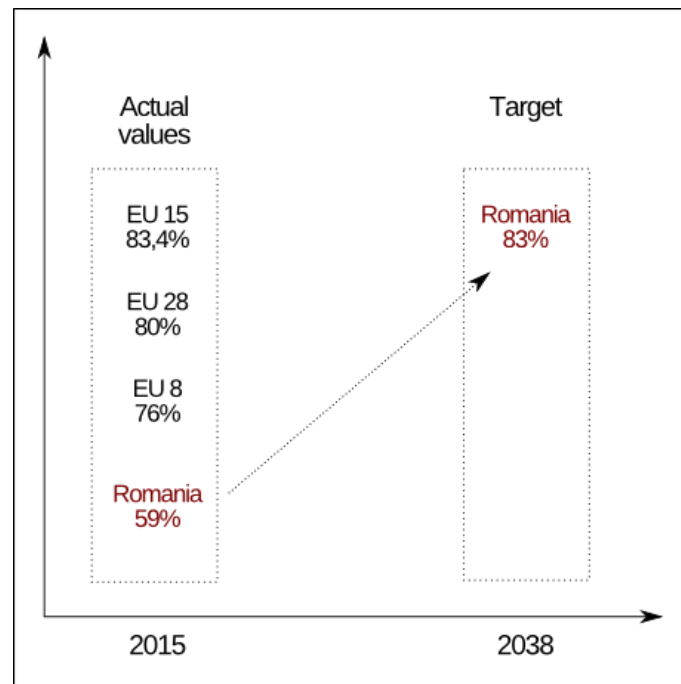 Actual
values
Target
EU 15
83,4%
EU 28
80%
EU 8
76%
Romania
59%
Romania
83%
2015
2038